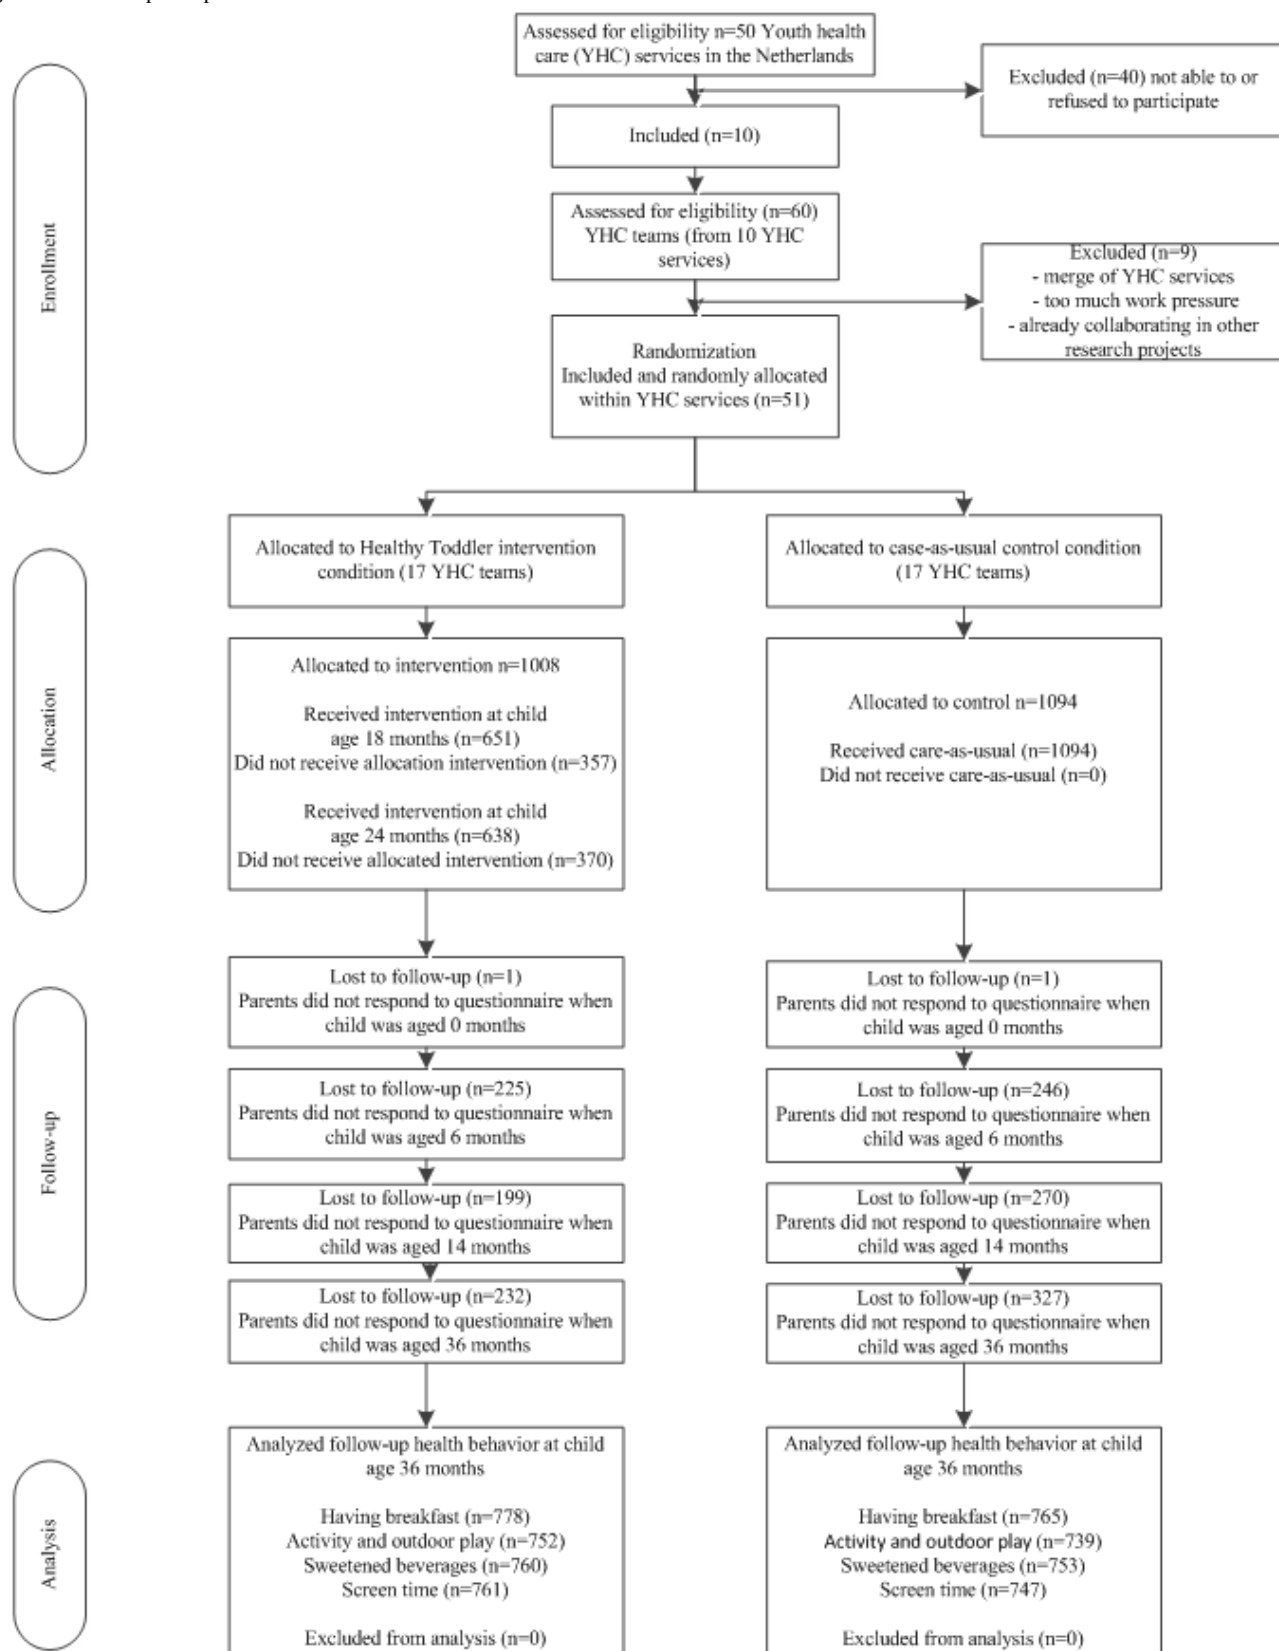 Assessed for eligibility n=50 Youth health
care (YHC) services in the Netherlands
Excluded (n=40) not able to or
refused to participate
Included (n=10)
Assessed for eligibility (n=60)
YHC teams (from 10 YHC
services)
Excluded (n=9)
- merge of YHC services
- too much work pressure
- already collaborating in other
research projects
Randomization
Included and randomly allocated
within YHC services (n=51)
Enrollment
Allocated to Healthy Toddler intervention
condition (17 YHC teams)
Allocated to case-as-usual control condition
(17 YHC teams)
Allocation
Allocated to intervention n=1008
Received intervention at child
age 18 months (n=651)
Did not receive allocation intervention (n=357)
Received intervention at child
age 24 months (n=638)
Did not receive allocated intervention (n=370)
Allocated to control n=1094
Received care-as-usual (n=1094)
Did not receive care-as-usual (n=0)
Follow-up
Lost to follow-up (n=1)
Parents did not respond to questionnaire when
child was aged 0 months
Lost to follow-up (n=1)
Parents did not respond to questionnaire when
child was aged 0 months
Lost to follow-up (n=225)
Parents did not respond to questionnaire when
child was aged 6 months
Lost to follow-up (n=246)
Parents did not respond to questionnaire when
child was aged 6 months
Lost to follow-up (n=199)
Parents did not respond to questionnaire when
child was aged 14 months
Lost to follow-up (n=270)
Parents did not respond to questionnaire when
child was aged 14 months
Lost to follow-up (n=232)
Parents did not respond to questionnaire when
child was aged 36 months
Lost to follow-up (n=327)
Parents did not respond to questionnaire when
child was aged 36 months
Analysis
Analyzed follow-up health behavior at child
age 36 months
Having breakfast (n=778)
Activity and outdoor play (n=752)
Sweetened beverages (n=760)
Screen time (n=761)
Excluded from analysis (n=0)
Analyzed follow-up health behavior at child
age 36 months
Having breakfast (n=765)
Activity and outdoor play (n=739)
Sweetened beverages (n=753)
Screen time (n=747)
Excluded from analysis (n=0)